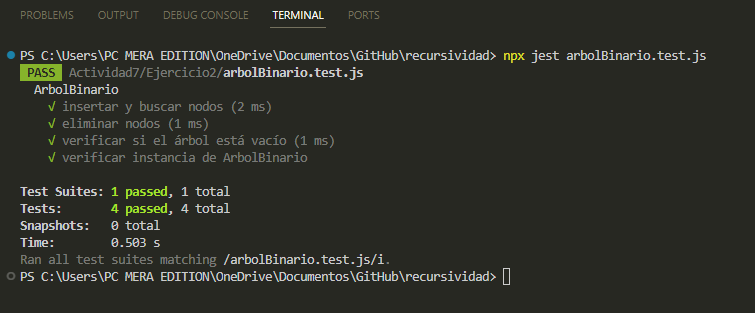 PROBLEMS OUTPUT DEBUG CONSOLE TERMINAL PORTS
PS C:\Users\PC MERA EDITION\OneDrive\Documentos\GitHub\recursividad> npx jest arbolBinario.test.js
PASS Actividad7/Ejercicio2/arbolBinario.test.js
ArbolBinario
√ insertar y buscar nodos (2 ms)
√ eliminar nodos (1 ms)
√ verificar si el árbol está vacío (1 ms)
√ verificar instancia de ArbolBinario
Test Suites: 1 passed, 1 total
Tests: 4 passed, 4 total
Snapshots: 0 total
Time: 0.503 s
Ran all test suites matching /arbolBinario.test.js/i.
PS C:\Users\PC MERA EDITION\OneDrive\Documentos\GitHub\recursividad>